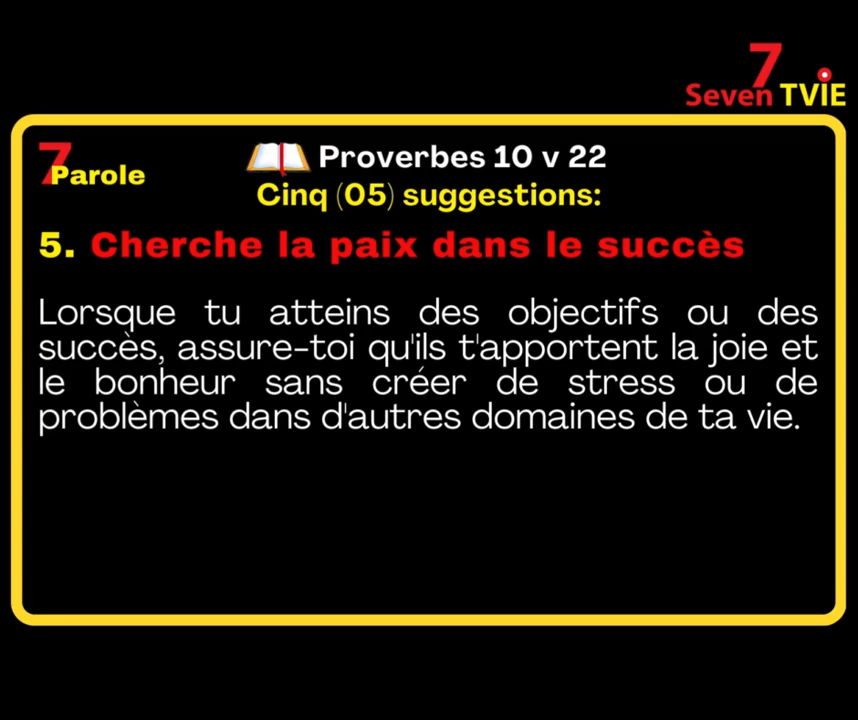 7
Seven TVIE
7
Parole
Proverbes 10 v 22
Cinq (05) suggestions:
5. Cherche la paix dans le succès
Lorsque tu atteins des objectifs ou des
succès, assure-toi qu'ils t'apportent la joie et
le bonheur sans créer de stress ou de
problèmes dans d'autres domaines de ta vie.